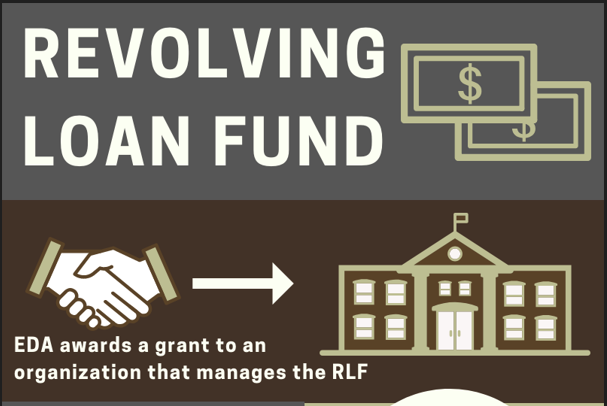 REVOLVING
LOAN FUND
$
$
EDA awards a grant to an
organization that manages the RLF